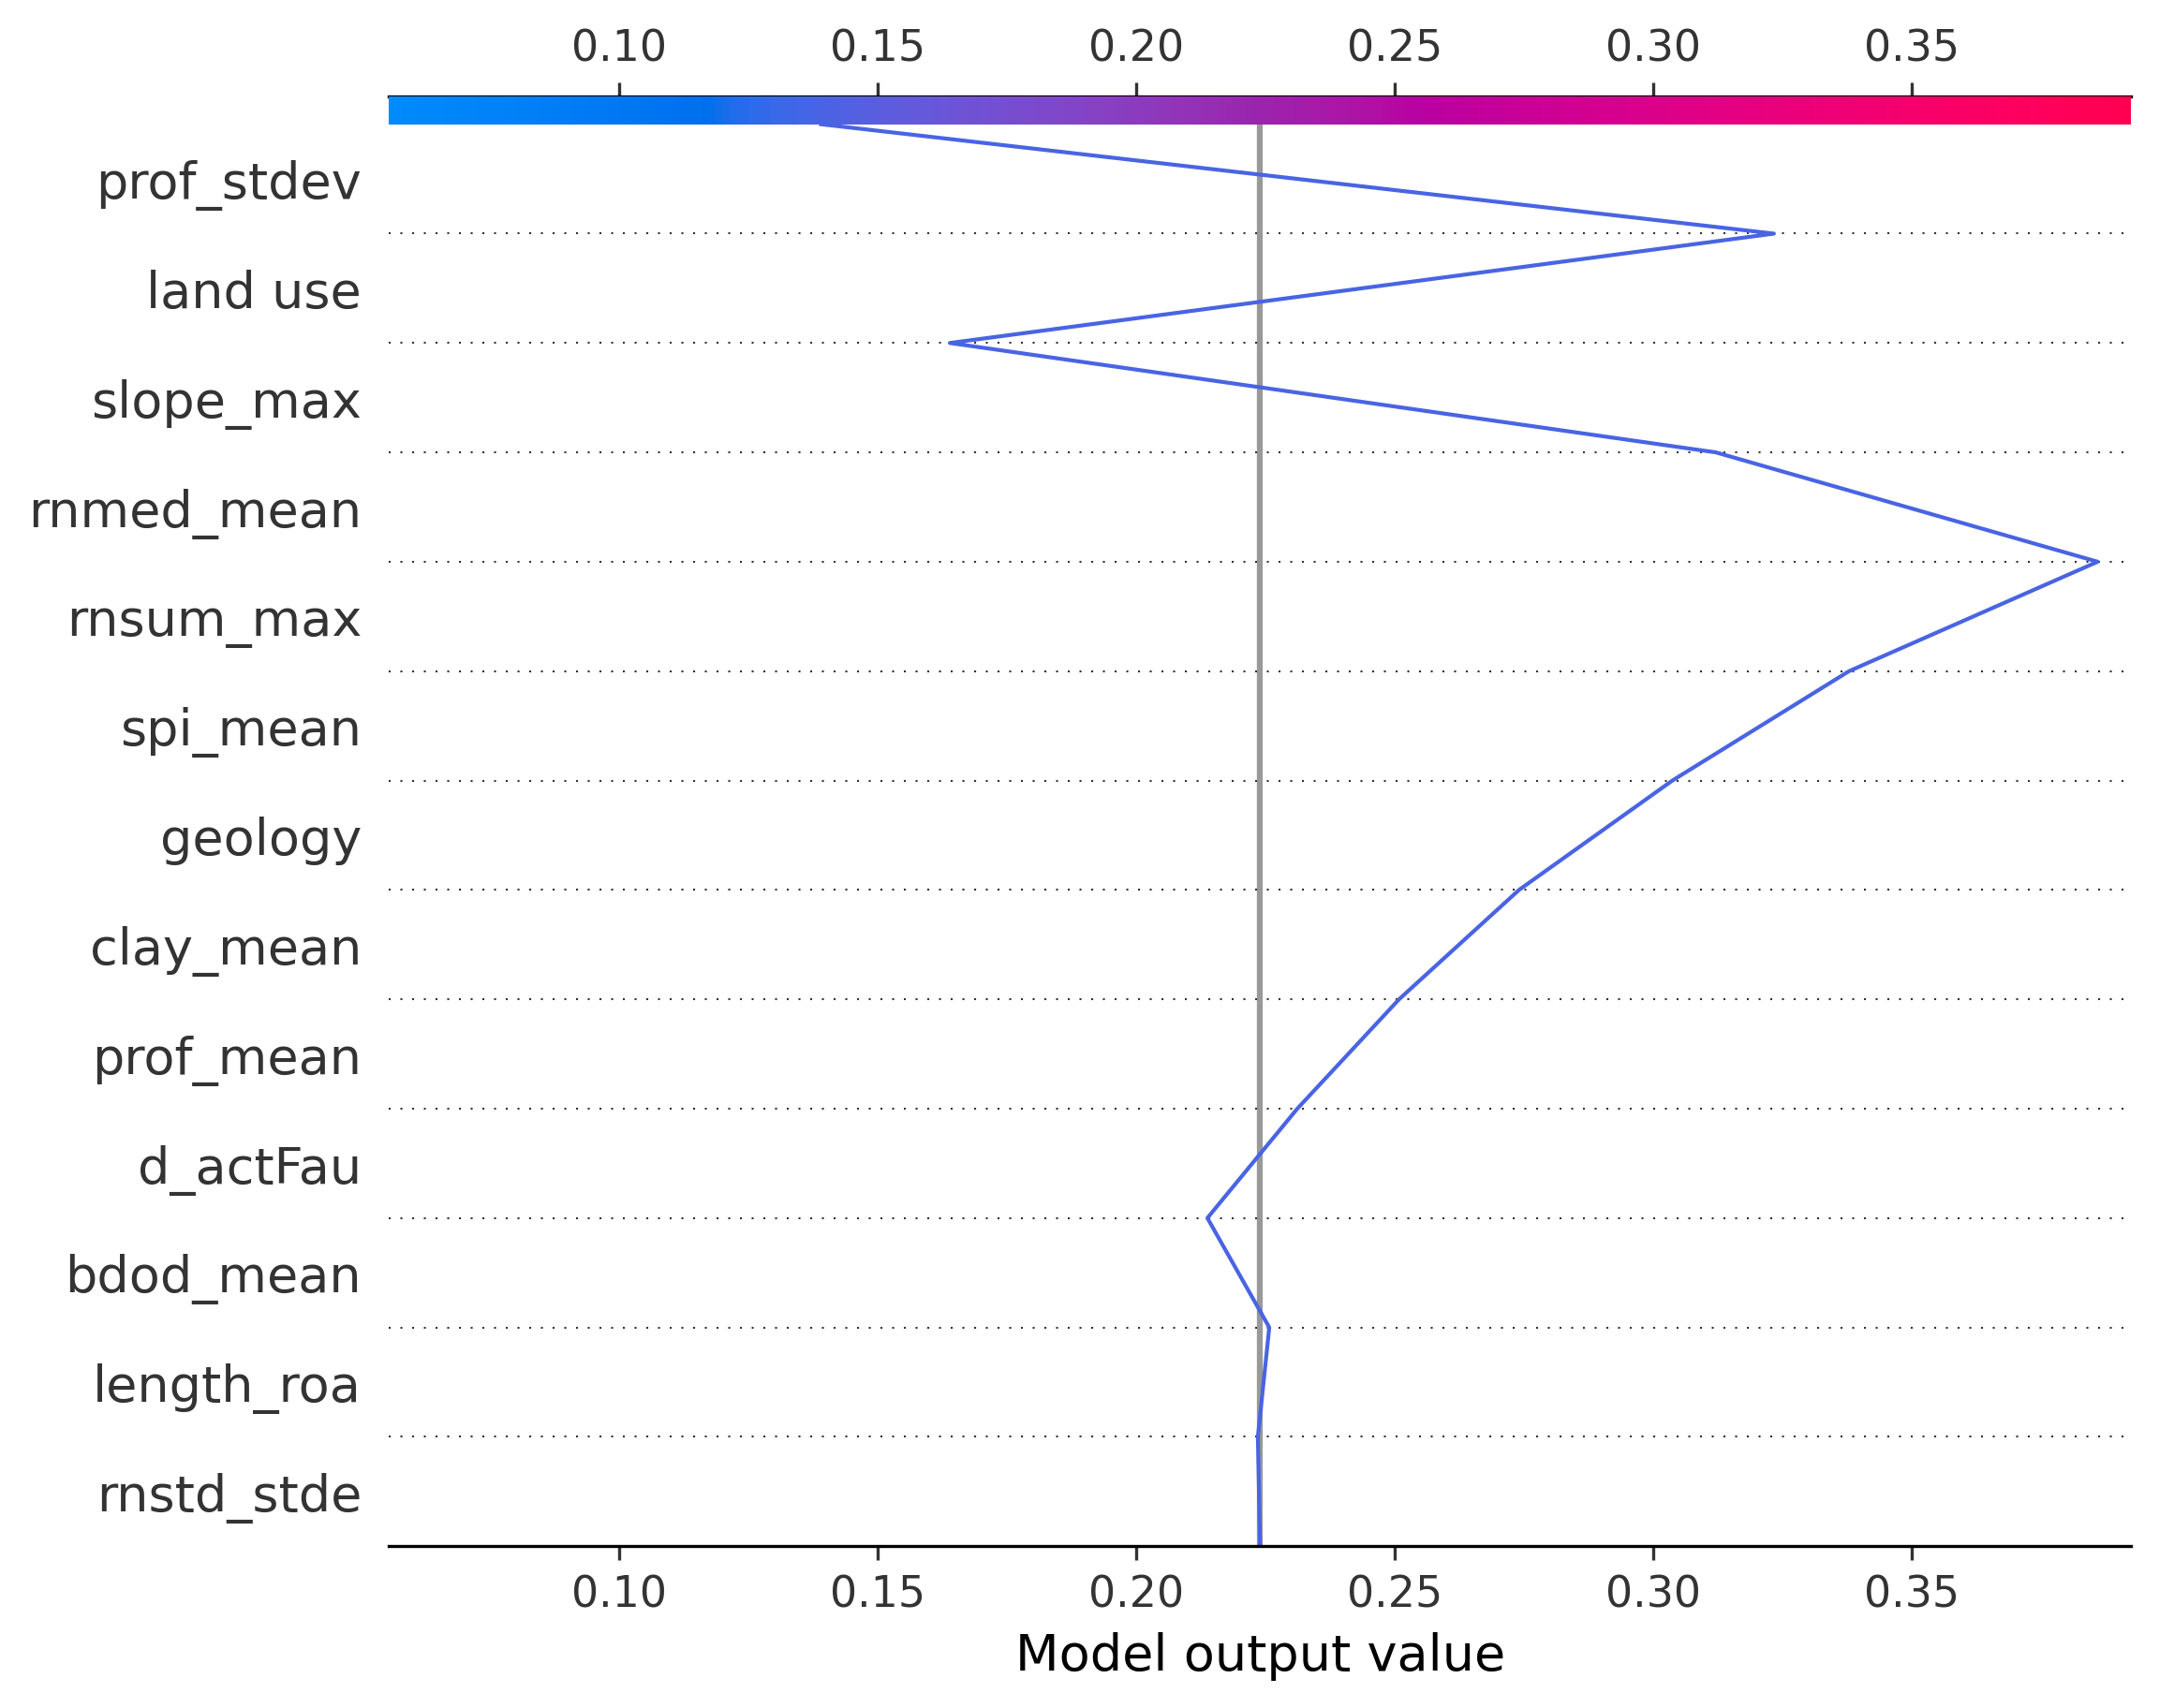 0.10 0.15 0.20 0.25 0.30 0.35
prof_stdev
land use
slope_max
rnmed_mean
rnsum_max
spi_mean
geology
clay_mean
prof_mean
d_actFau
bdod_mean
length_roa
rnstd_stde
0.10 0.15 0.20 0.25 0.30 0.35
Model output value